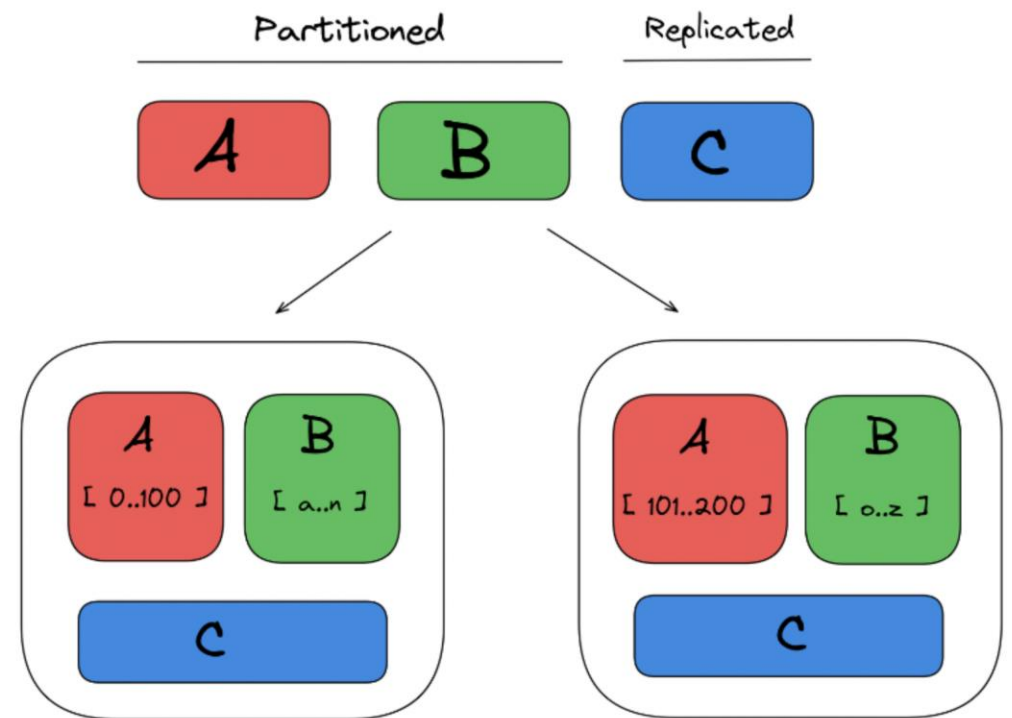 Partitioned
Replicated
A
B
C
A
[ 0..100 ]
B
[ a..n ]
C
A
[ 101..200 ]
B
[ o..z ]
C